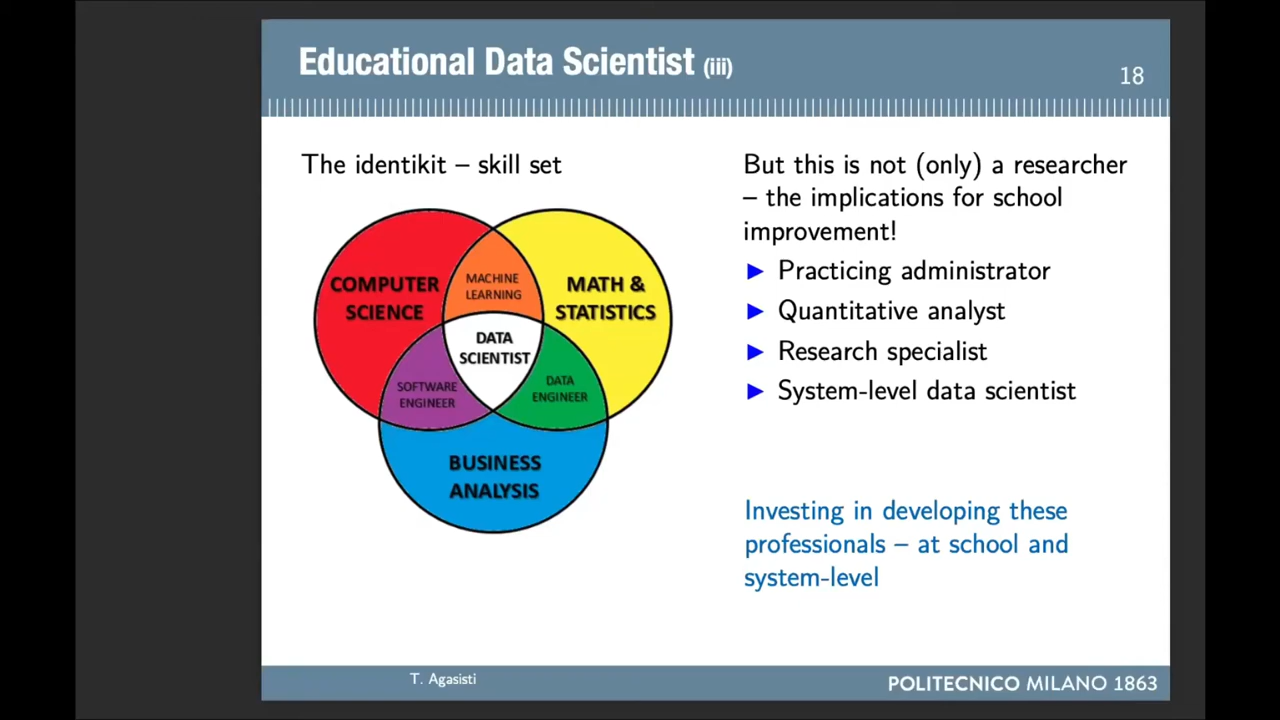 Educational Data Scientist (iii)
18
The identikit – skill set
COMPUTER
SCIENCE
MACHINE
LEARNING
MATH &
STATISTICS
DATA
SCIENTIST
SOFTWARE
ENGINEER
DATA
ENGINEER
BUSINESS
ANALYSIS
But this is not (only) a researcher
– the implications for school
improvement!
► Practicing administrator
► Quantitative analyst
► Research specialist
► System-level data scientist
Investing in developing these
professionals – at school and
system-level
T. Agasisti
POLITECNICO MILANO 1863